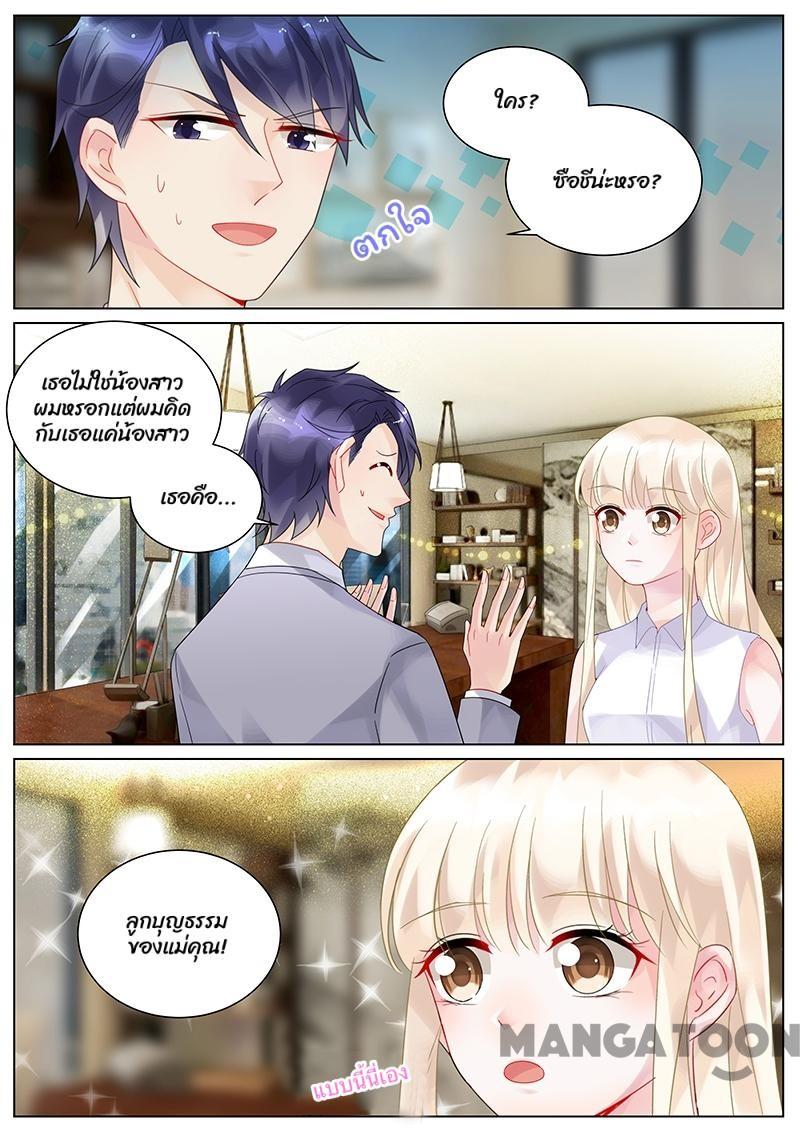 ใคร?
ซือชีน่ะหรอ?
ตกใจ
เธอไม่ใช่น้องสาว
ผมหรอกแต่ผมคิด
กับเธอแค่น้องสาว
เธอคือ...
ลูกบุญธรรม
ของแม่คุณ!
แบบนี้นี่เอง
MANGATOON